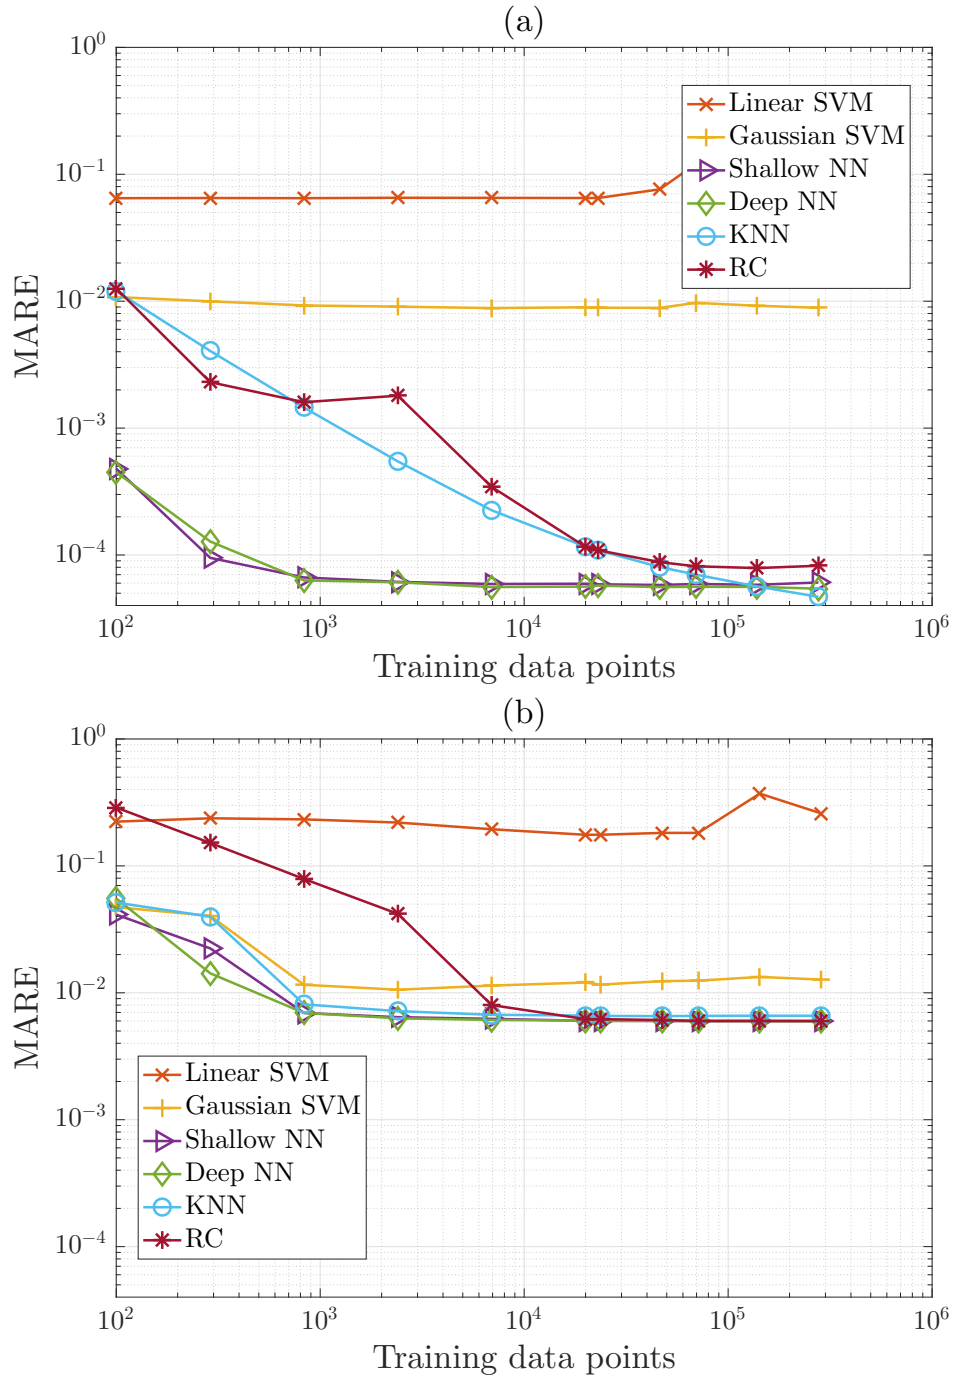 (a)
10^0
10^-1
10^-2
10^-3
10^-4
MARE
Linear SVM
Gaussian SVM
Shallow NN
Deep NN
KNN
RC
10^2 10^3 10^4 10^5 10^6
Training data points
(b)
10^0
10^-1
10^-2
10^-3
10^-4
MARE
Linear SVM
Gaussian SVM
Shallow NN
Deep NN
KNN
RC
10^2 10^3 10^4 10^5 10^6
Training data points